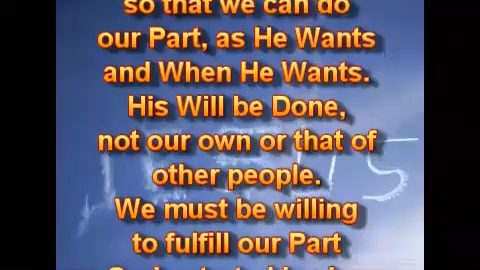 so that we can do
our Part, as He Wants
and When He Wants.
His Will be Done,
not our own or that of
other people.
We must be willing
to fulfill our Part